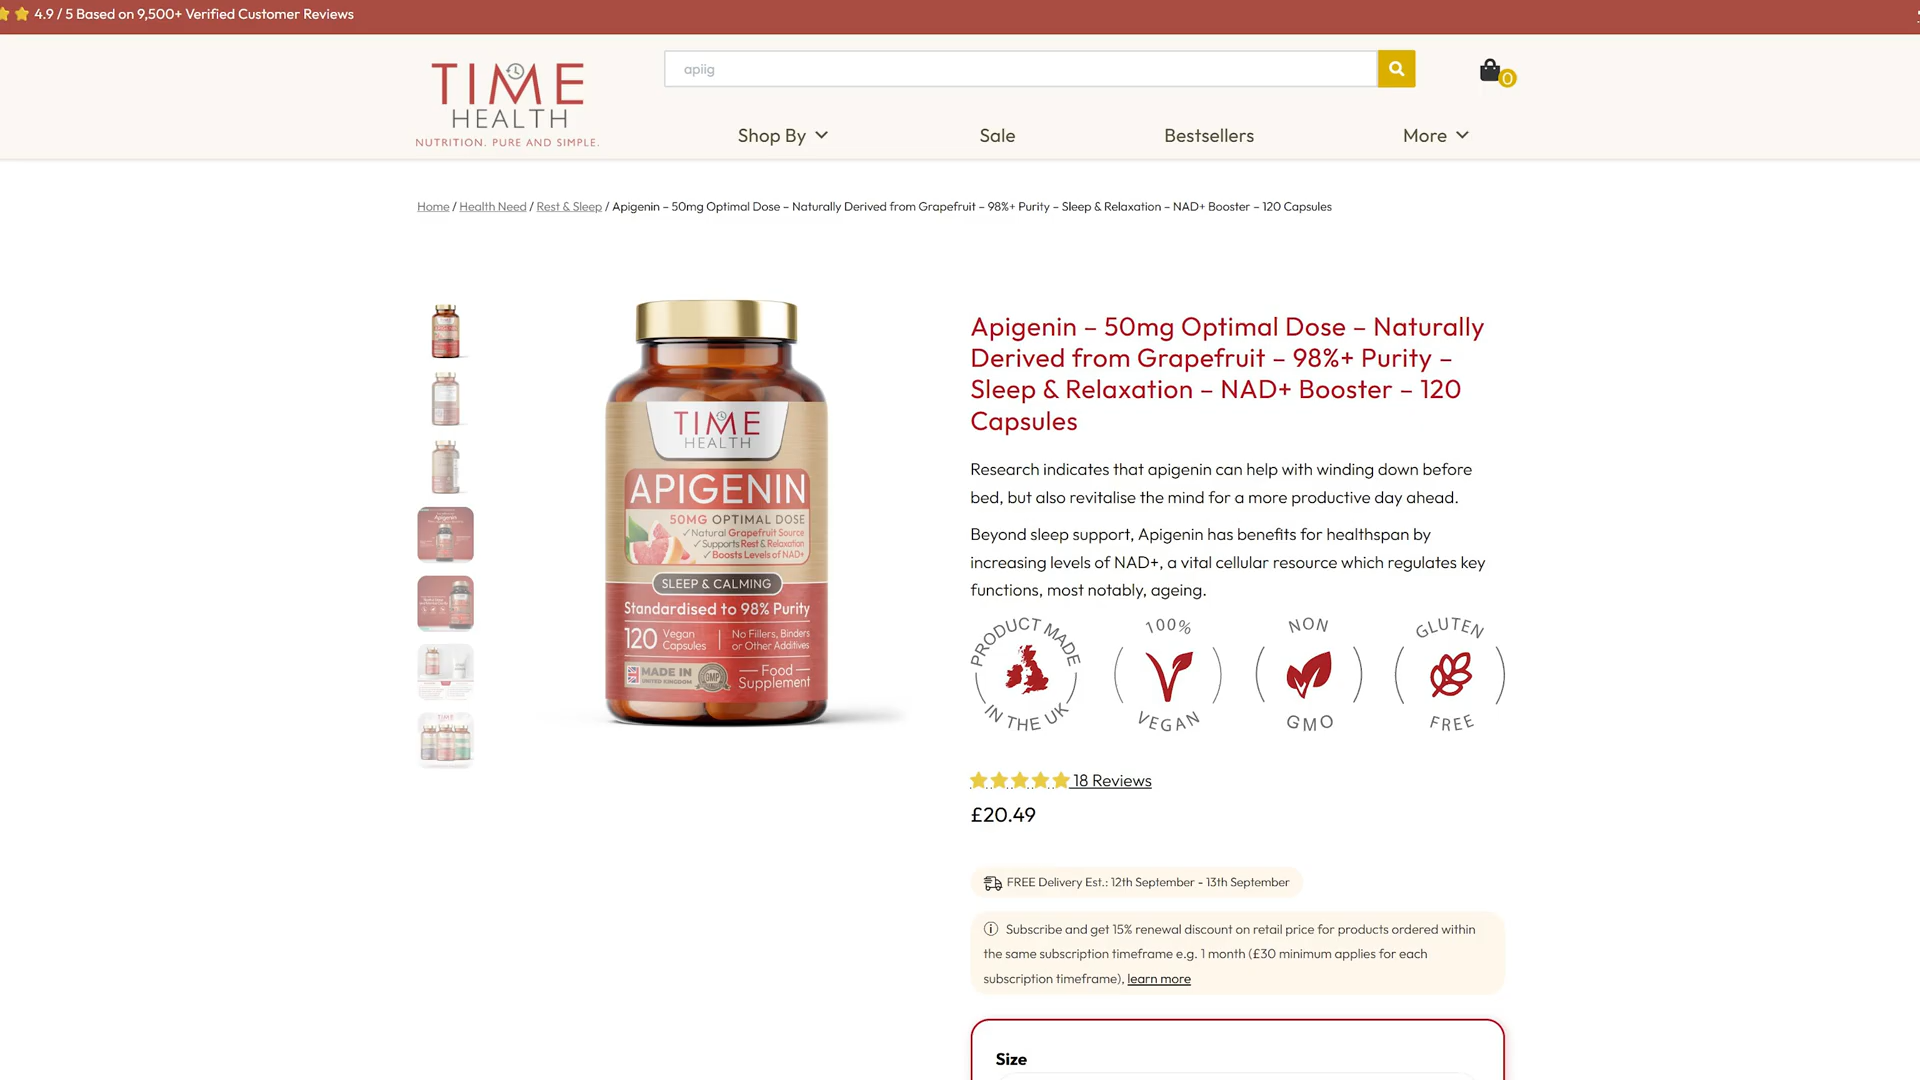 4.9 / 5 Based on 9,500+ Verified Customer Reviews
TIME
HEALTH
NUTRITION. PURE AND SIMPLE.
apiig
0
Shop By
Sale
Bestsellers
More
Home / Health Need / Rest & Sleep / Apigenin – 50mg Optimal Dose – Naturally Derived from Grapefruit – 98%+ Purity – Sleep & Relaxation – NAD+ Booster – 120 Capsules
TIME
HEALTH
APIGENIN
50MG OPTIMAL DOSE
✓Natural Grapefruit Source
✓Supports Rest & Relaxation
✓Boosts Levels of NAD+
SLEEP & CALMING
Standardised to 98% Purity
120 Vegan Capsules
No Fillers, Binders
or Other Additives
MADE IN
UNITED KINGDOM
GMP
Food
Supplement
Apigenin – 50mg Optimal Dose – Naturally
Derived from Grapefruit – 98%+ Purity –
Sleep & Relaxation – NAD+ Booster – 120
Capsules
Research indicates that apigenin can help with winding down before
bed, but also revitalise the mind for a more productive day ahead.
Beyond sleep support, Apigenin has benefits for healthspan by
increasing levels of NAD+, a vital cellular resource which regulates key
functions, most notably, ageing.
PRODUCT MADE IN THE UK
100% VEGAN
NON GMO
GLUTEN FREE
18 Reviews
£20.49
FREE Delivery Est.: 12th September - 13th September
Subscribe and get 15% renewal discount on retail price for products ordered within
the same subscription timeframe e.g. 1 month (£30 minimum applies for each
subscription timeframe), learn more
Size